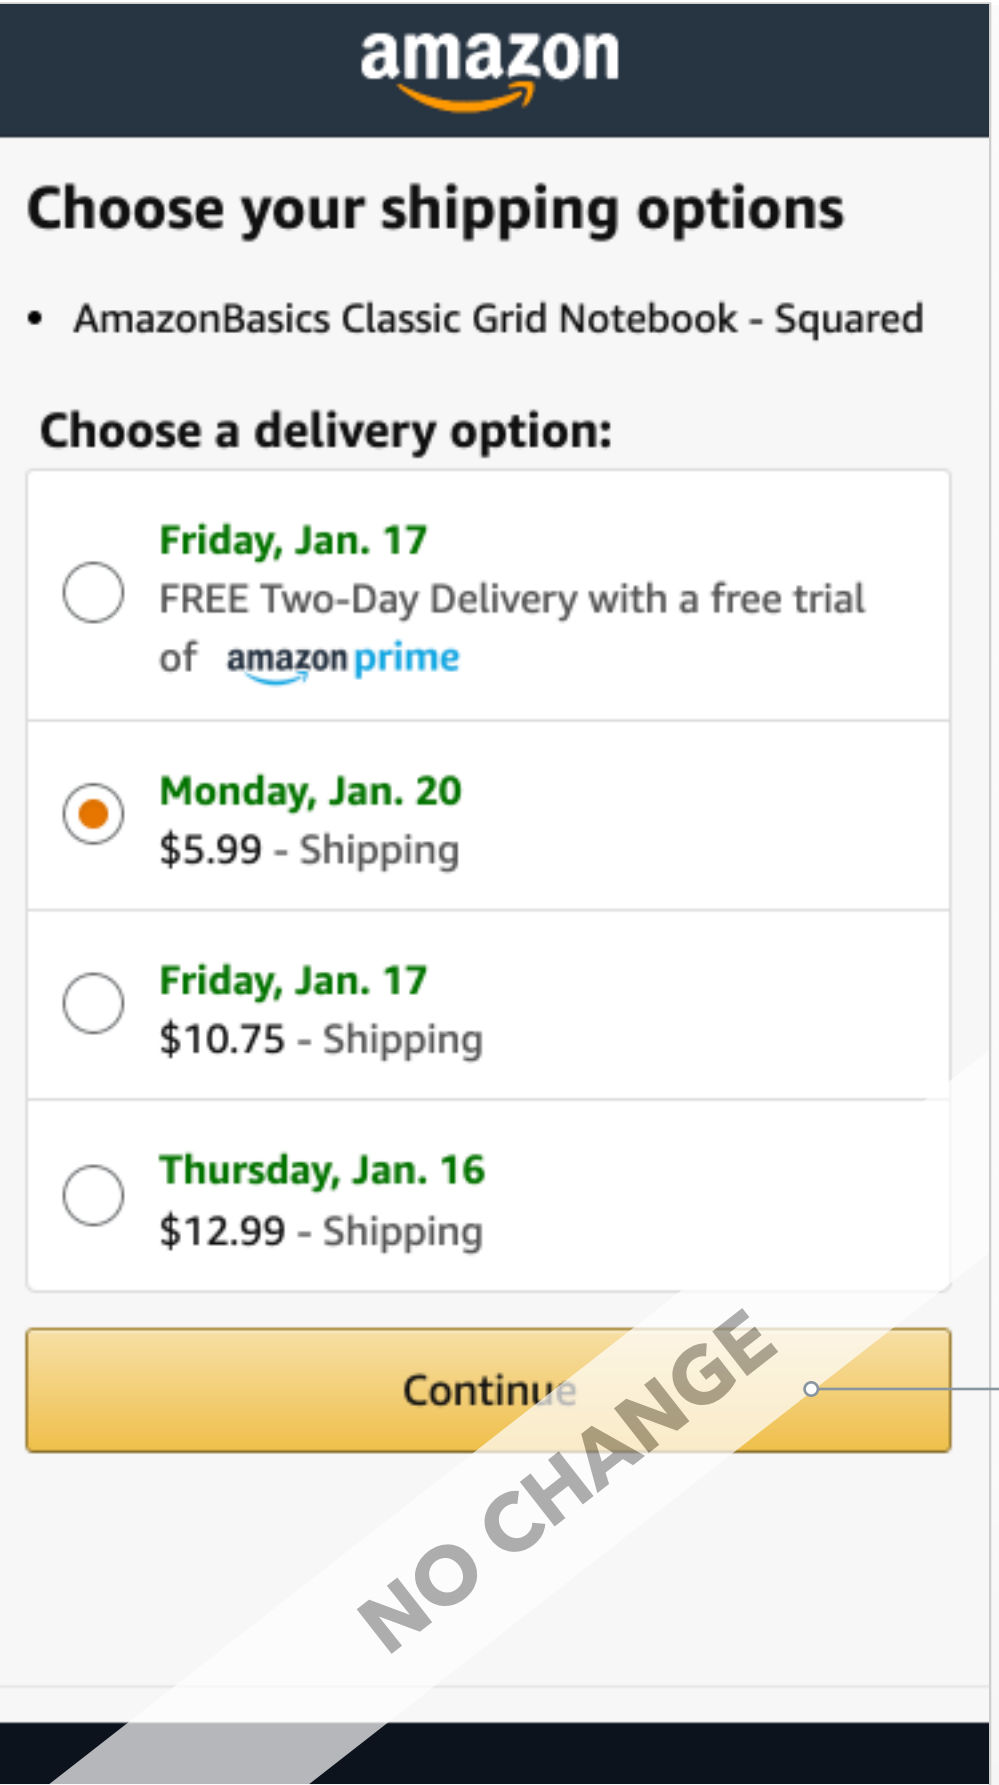 amazon
Choose your shipping options
• AmazonBasics Classic Grid Notebook - Squared
Choose a delivery option:
Friday, Jan. 17
FREE Two-Day Delivery with a free trial
of amazon prime
Monday, Jan. 20
$5.99 - Shipping
Friday, Jan. 17
$10.75 - Shipping
Thursday, Jan. 16
$12.99 - Shipping
Continue
NO CHANGE